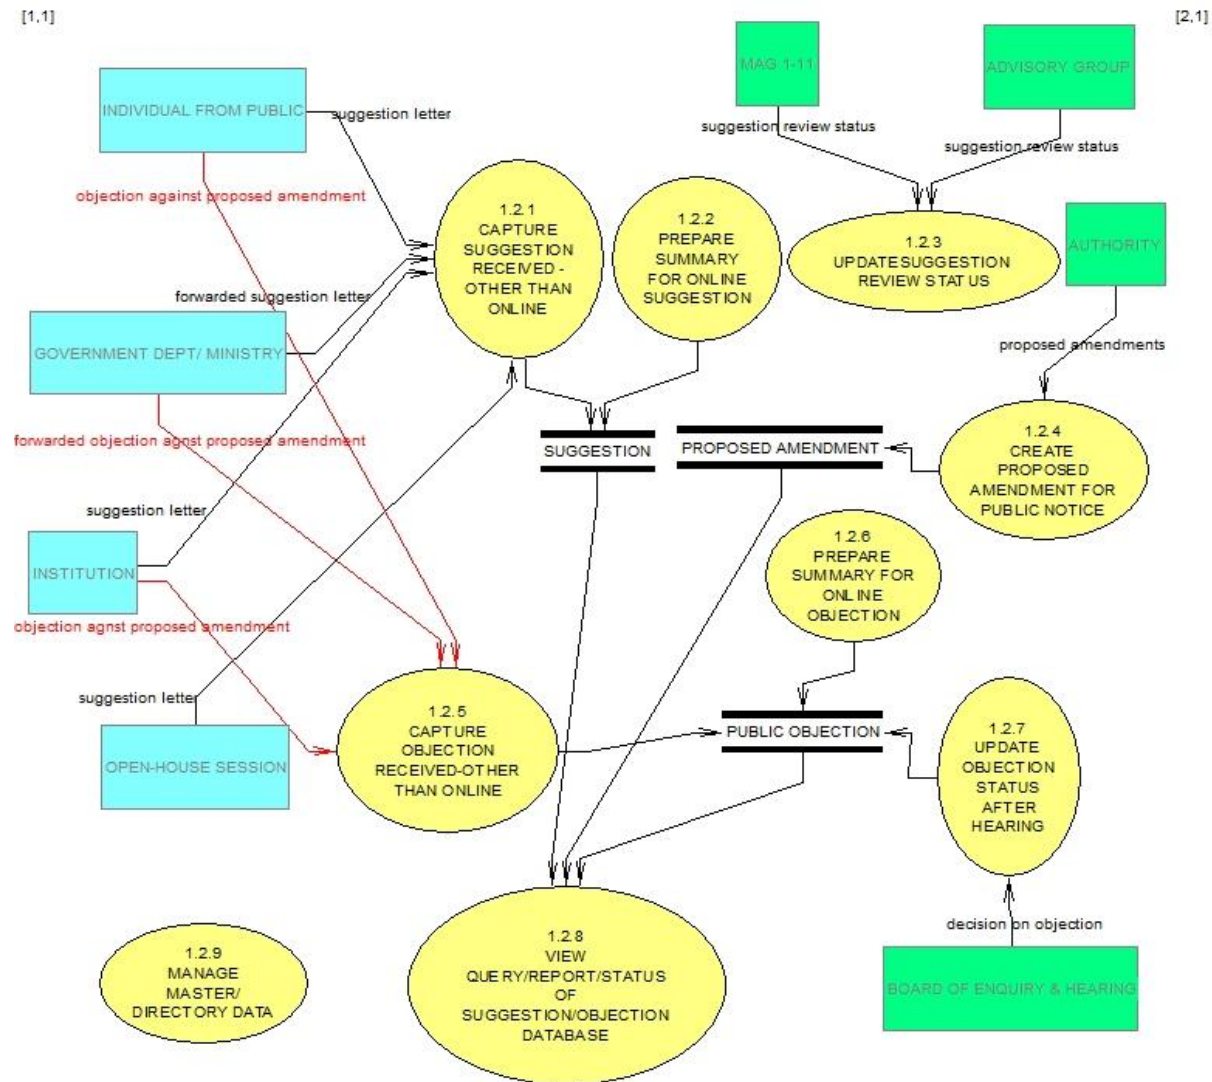 [1,1]
[2,1]
MAG 1-11
ADVISORY GROUP
INDIVIDUAL FROM PUBLIC
suggestion letter
suggestion review status
suggestion review status
objection against proposed amendment
1.2.1
CAPTURE
SUGGESTION
RECEIVED -
OTHER THAN
ONLINE
1.2.2
PREPARE
SUMMARY
FOR ONLINE
SUGGESTION
1.2.3
UPDATE SUGGESTION
REVIEW STATUS
AUTHORITY
forwarded suggestion letter
GOVERNMENT DEPT/ MINISTRY
proposed amendments
forwarded objection agnst proposed amendment
SUGGESTION
PROPOSED AMENDMENT
1.2.4
CREATE
PROPOSED
AMENDMENT FOR
PUBLIC NOTICE
suggestion letter
INSTITUTION
objection agnst proposed amendment
1.2.6
PREPARE
SUMMARY FOR
ONLINE
OBJECTION
suggestion letter
OPEN-HOUSE SESSION
1.2.5
CAPTURE
OBJECTION
RECEIVED-OTHER
THAN ONLINE
PUBLIC OBJECTION
1.2.7
UPDATE
OBJECTION
STATUS
AFTER
HEARING
decision on objection
BOARD OF ENQUIRY & HEARING
1.2.9
MANAGE
MASTER/
DIRECTORY DATA
1.2.8
VIEW
QUERY/REPORT/STATUS
OF
SUGGESTION/OBJECTION
DATABASE